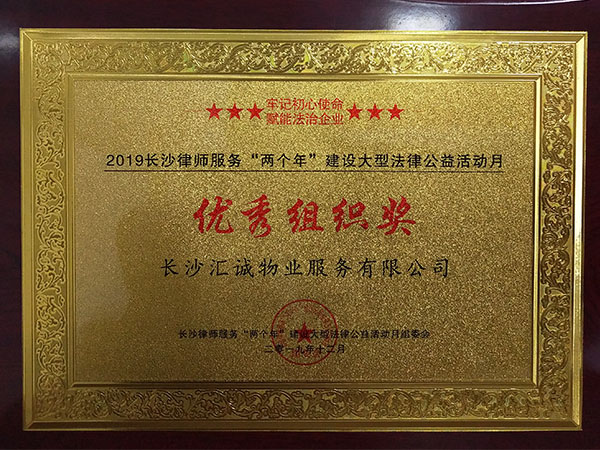 ★★★ 牢记初心使命 ★★★
赋能法治企业
2019长沙律师服务“两个年”建设大型法律公益活动月
优秀组织奖
长沙汇诚物业服务有限公司
长沙律师服务“两个年”建设大型法律公益活动月组委会
二零一九年十二月